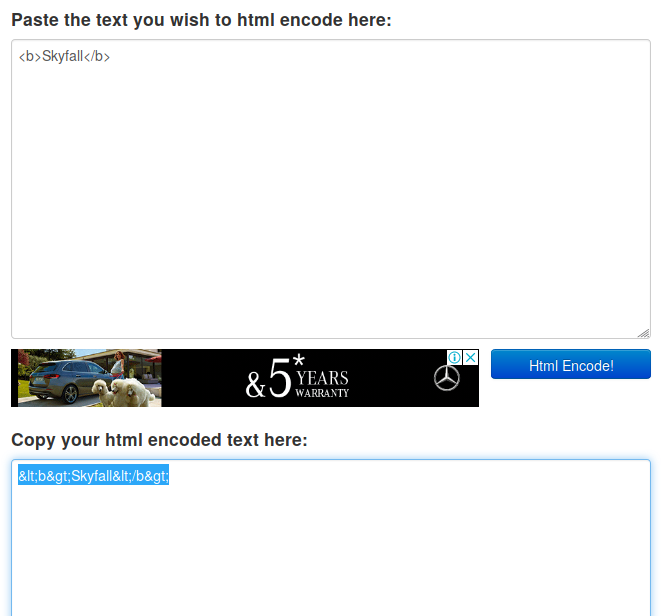 Paste the text you wish to html encode here:
<b>Skyfall</b>
&5* YEARS
WARRANTY
Html Encode!
Copy your html encoded text here:
&lt;b&gt;Skyfall&lt;/b&gt;